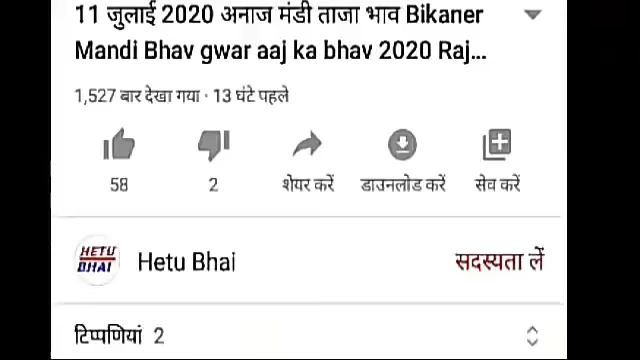 11 जुलाई 2020 अनाज मंडी ताजा भाव Bikaner
Mandi Bhav gwar aaj ka bhav 2020 Raj...
1,527 बार देखा गया · 13 घंटे पहले
58
2
शेयर करें
डाउनलोड करें
सेव करें
HETU
BHAI
Hetu Bhai
सदस्यता लें
टिप्पणियां 2